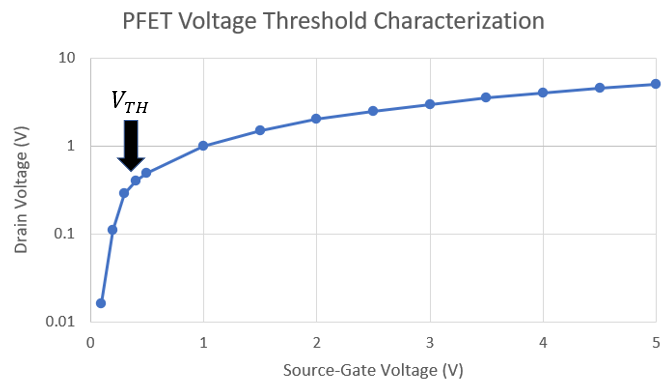 PFET Voltage Threshold Characterization
10
V_TH
1
0.1
0.01
Drain Voltage (V)
0 1 2 3 4 5
Source-Gate Voltage (V)